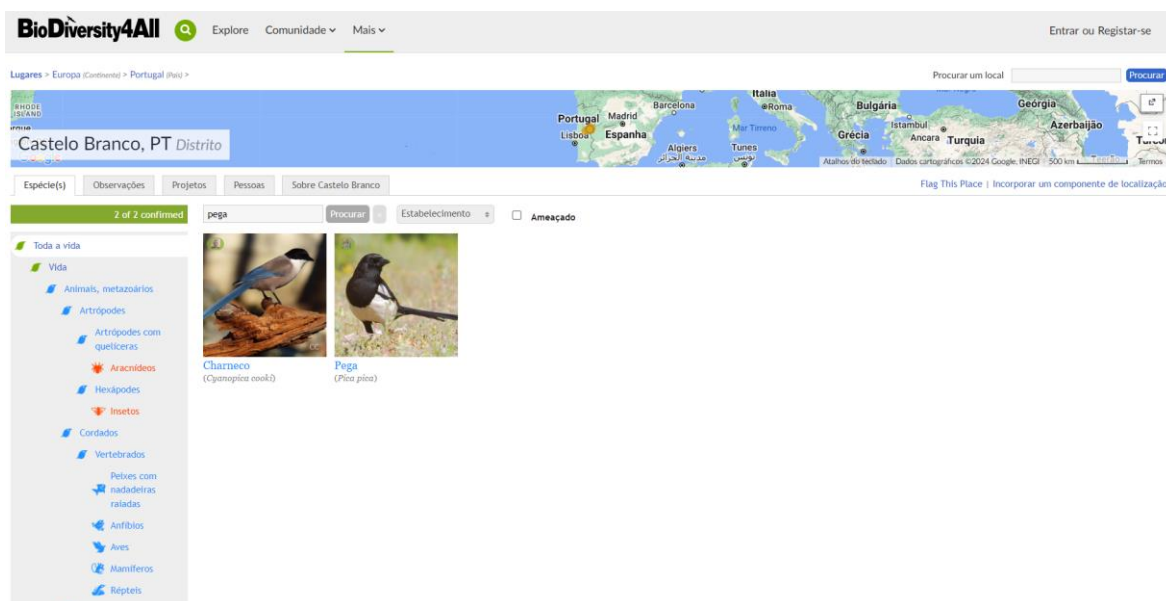 BioDiversity4All Explore Comunidade Mais Entrar ou Registar-se
Lugares > Europa (Continente) > Portugal (País) >
Procurar um local Procurar
RHODE
ISLAND
Castelo Branco, PT Distrito
Portugal
Lisboa
Madrid
Espanha
Barcelona
Algiers
مدينة الجزائر
Itália
Roma
Mar Tirreno
Tunes
تونس
Bulgária
Grécia
Istambul
Ancara Turquia
Geórgia
Azerbaijão
Atalhos do teclado Dados cartográficos ©2024 Google, INEGI 500 km Termos
Espécie(s) Observações Projetos Pessoas Sobre Castelo Branco
Flag This Place | Incorporar um componente de localização
2 of 2 confirmed
pega Procurar Estabelecimento Ameaçado
Toda a vida
Vida
Animais, metazoários
Artrópodes
Artrópodes com
quelíceras
Aracnídeos
Hexápodes
Insetos
Cordados
Vertebrados
Peixes com
nadadeiras
raiadas
Anfíbios
Aves
Mamíferos
Répteis
Charneco
(Cyanopica cooki)
Pega
(Pica pica)